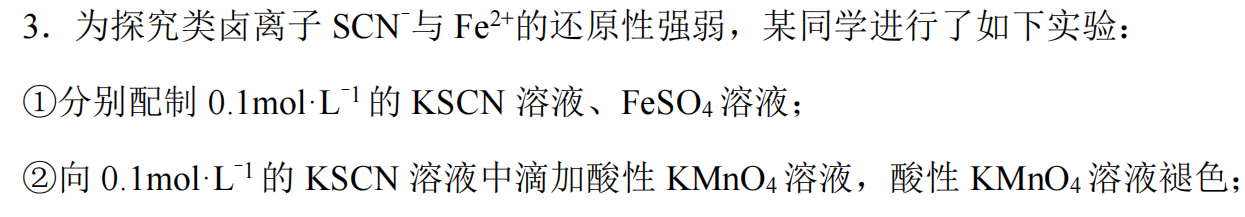 3．为探究类卤离子 SCN⁻与 Fe²⁺的还原性强弱，某同学进行了如下实验：
①分别配制 0.1mol·L⁻¹ 的 KSCN 溶液、FeSO₄ 溶液；
②向 0.1mol·L⁻¹ 的 KSCN 溶液中滴加酸性 KMnO₄ 溶液，酸性 KMnO₄ 溶液褪色；